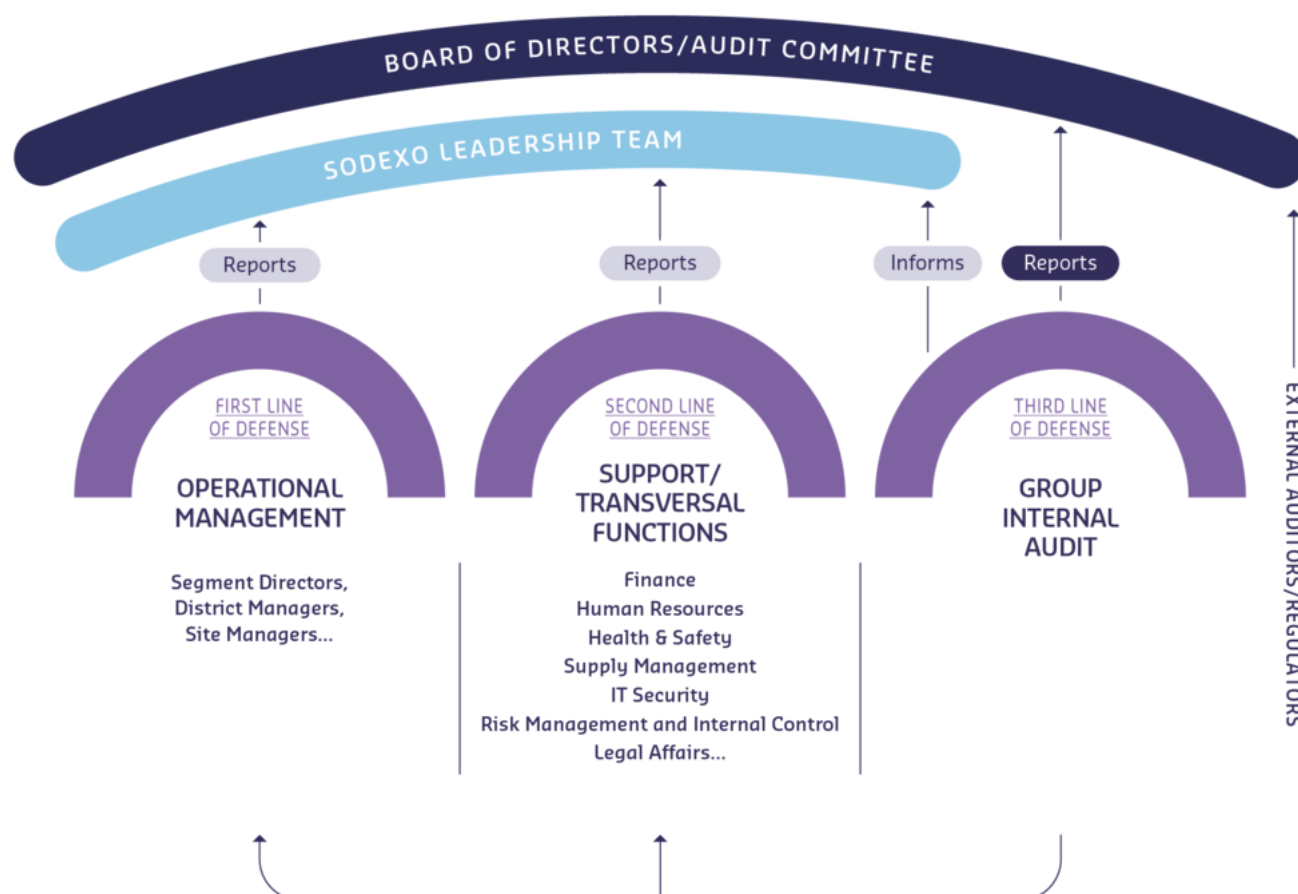 BOARD OF DIRECTORS/AUDIT COMMITTEE
SODEXO LEADERSHIP TEAM
Reports
Reports
Informs
Reports
FIRST LINE
OF DEFENSE
OPERATIONAL
MANAGEMENT
Segment Directors,
District Managers,
Site Managers...
SECOND LINE
OF DEFENSE
SUPPORT/
TRANSVERSAL
FUNCTIONS
Finance
Human Resources
Health & Safety
Supply Management
IT Security
Risk Management and Internal Control
Legal Affairs...
THIRD LINE
OF DEFENSE
GROUP
INTERNAL
AUDIT
EXTERNAL AUDITORS/REGULATORS